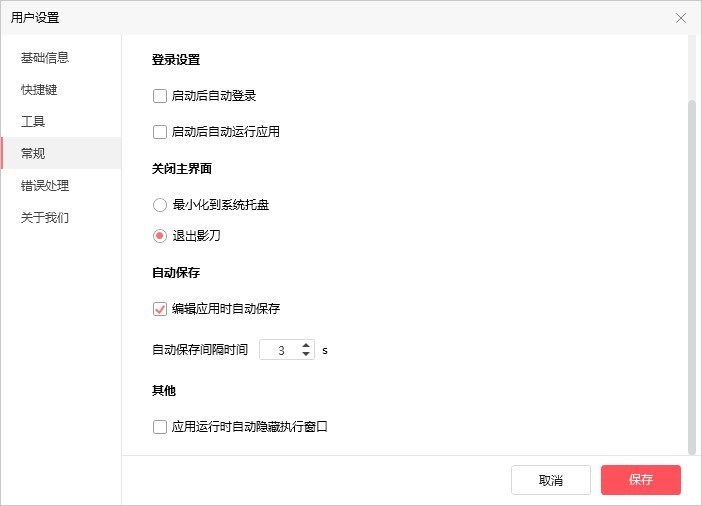 用户设置
基础信息
快捷键
工具
常规
错误处理
关于我们
登录设置
启动后自动登录
启动后自动运行应用
关闭主界面
最小化到系统托盘
退出影刀
自动保存
编辑应用时自动保存
自动保存间隔时间 3 s
其他
应用运行时自动隐藏执行窗口
取消 保存